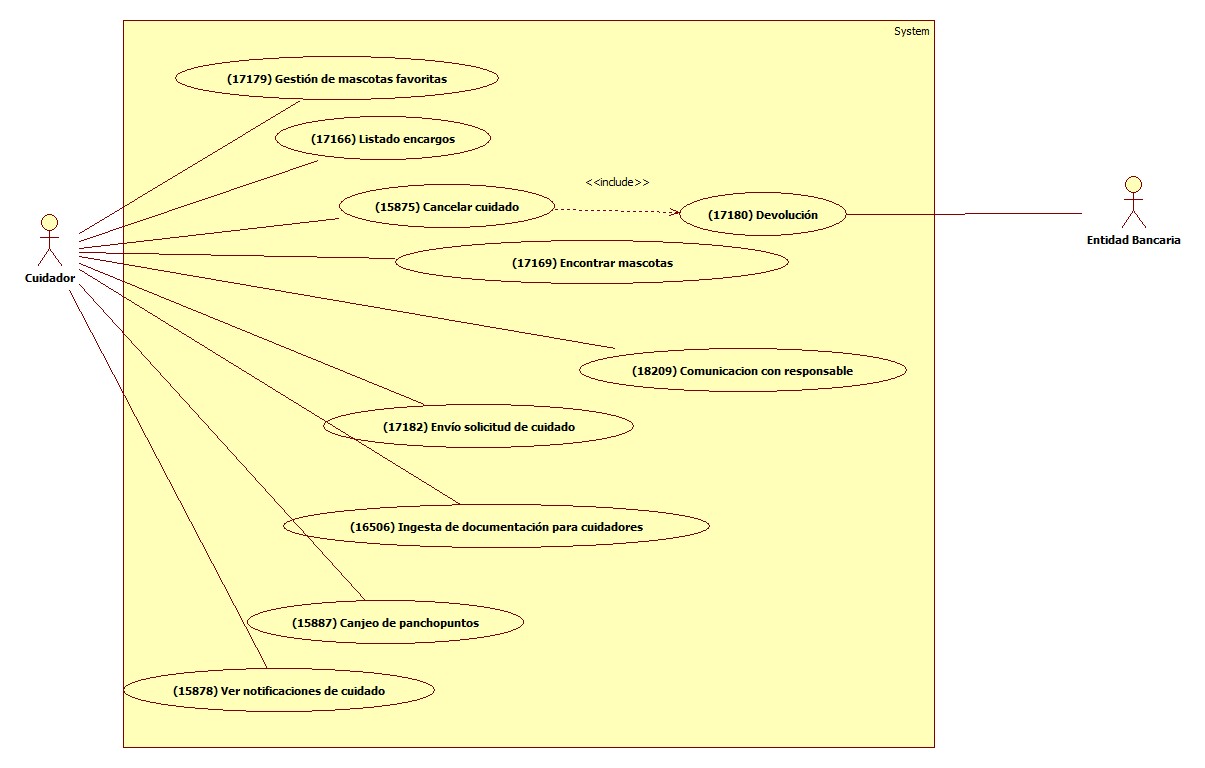 System
(17179) Gestión de mascotas favoritas
(17166) Listado encargos
<<include>>
(15875) Cancelar cuidado
(17180) Devolución
Entidad Bancaria
(17169) Encontrar mascotas
Cuidador
(18209) Comunicacion con responsable
(17182) Envío solicitud de cuidado
(16506) Ingesta de documentación para cuidadores
(15887) Canjeo de panchopuntos
(15878) Ver notificaciones de cuidado